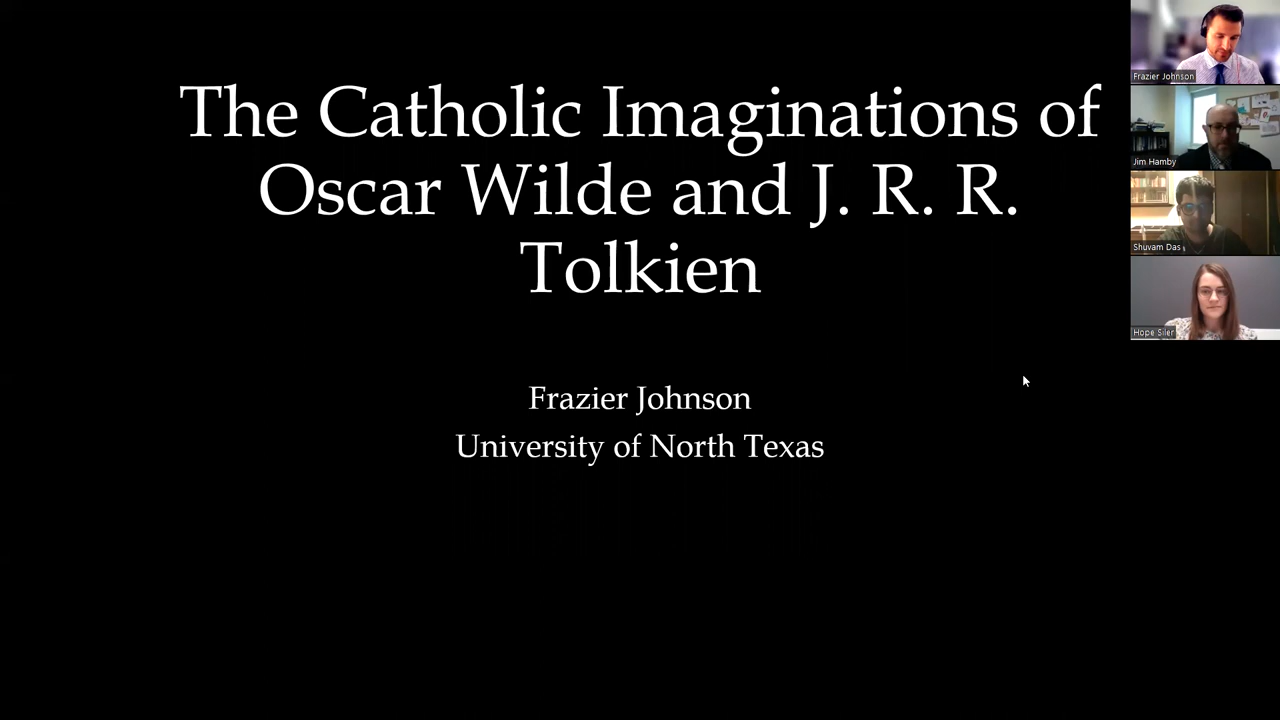 The Catholic Imaginations of
Oscar Wilde and J. R. R.
Tolkien
Frazier Johnson
University of North Texas
Frazier Johnson
Jim Hamby
Shuvam Das
Hope Siler